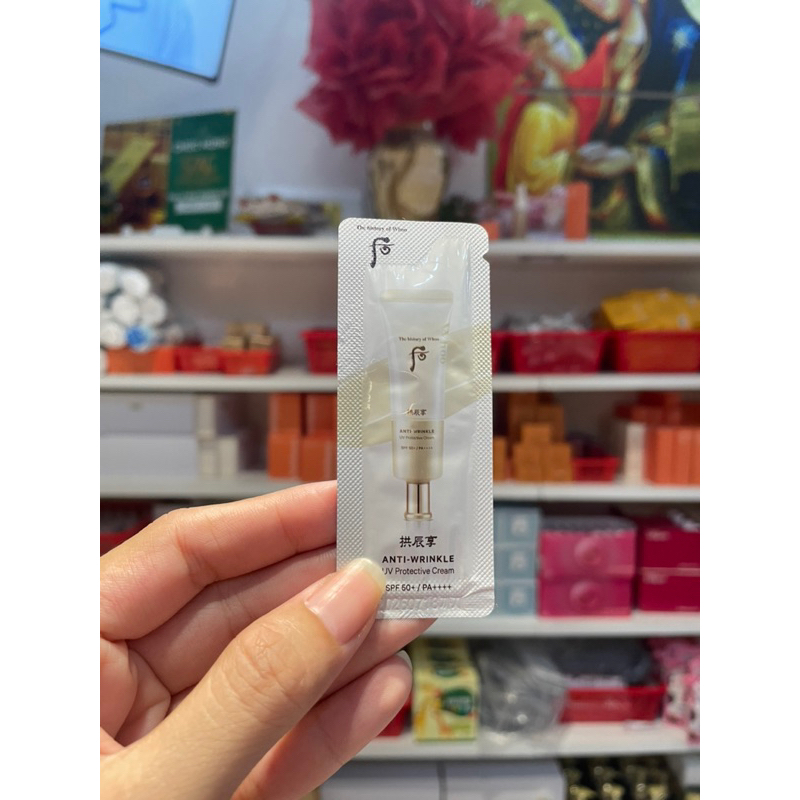 The history of Whoo
后
The history of Whoo
后
拱辰享
ANTI-WRINKLE
UV Protective Cream
SPF 50+ / PA++++
拱辰享
ANTI-WRINKLE
UV Protective Cream
SPF 50+ / PA++++